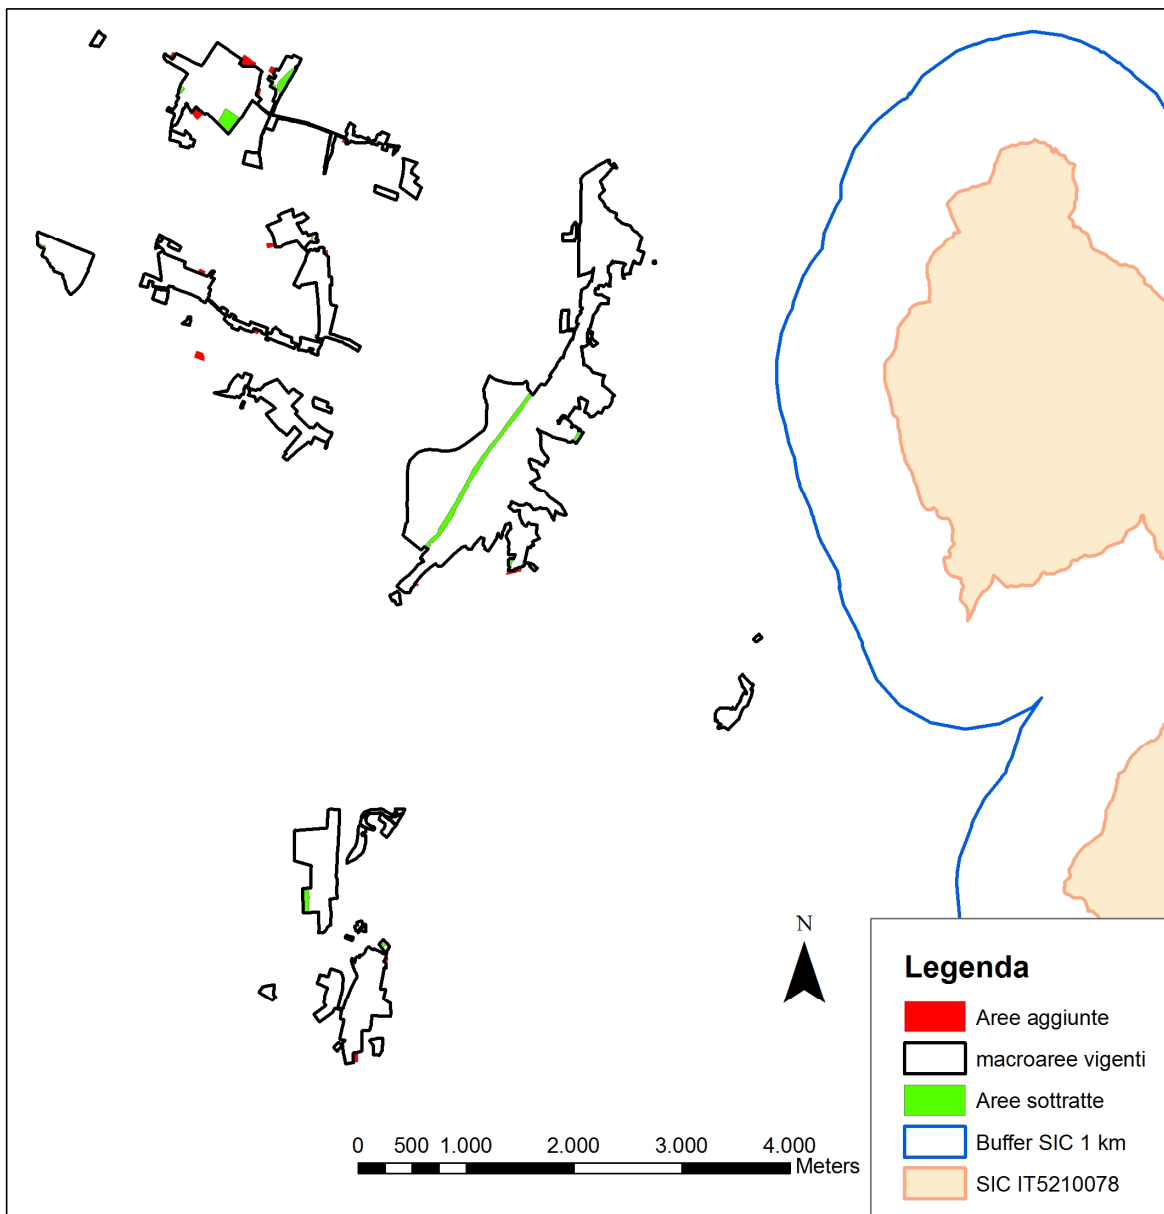 N
Legenda
Aree aggiunte
macroaree vigenti
Aree sottratte
Buffer SIC 1 km
SIC IT5210078
0 500 1.000 2.000 3.000 4.000
Meters